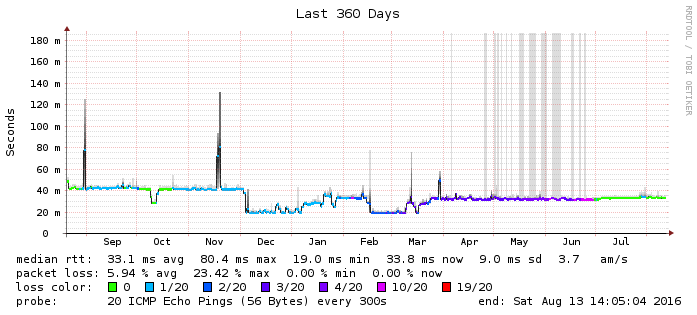 Last 360 Days
RRDTOOL / TOBI OETIKER
Seconds
180 m
160 m
140 m
120 m
100 m
80 m
60 m
40 m
20 m
0
Sep Oct Nov Dec Jan Feb Mar Apr May Jun Jul
median rtt: 33.1 ms avg 80.4 ms max 19.0 ms min 33.8 ms now 9.0 ms sd 3.7 am/s
packet loss: 5.94 % avg 23.42 % max 0.00 % min 0.00 % now
loss color: 0 1/20 2/20 3/20 4/20 10/20 19/20
probe: 20 ICMP Echo Pings (56 Bytes) every 300s end: Sat Aug 13 14:05:04 2016